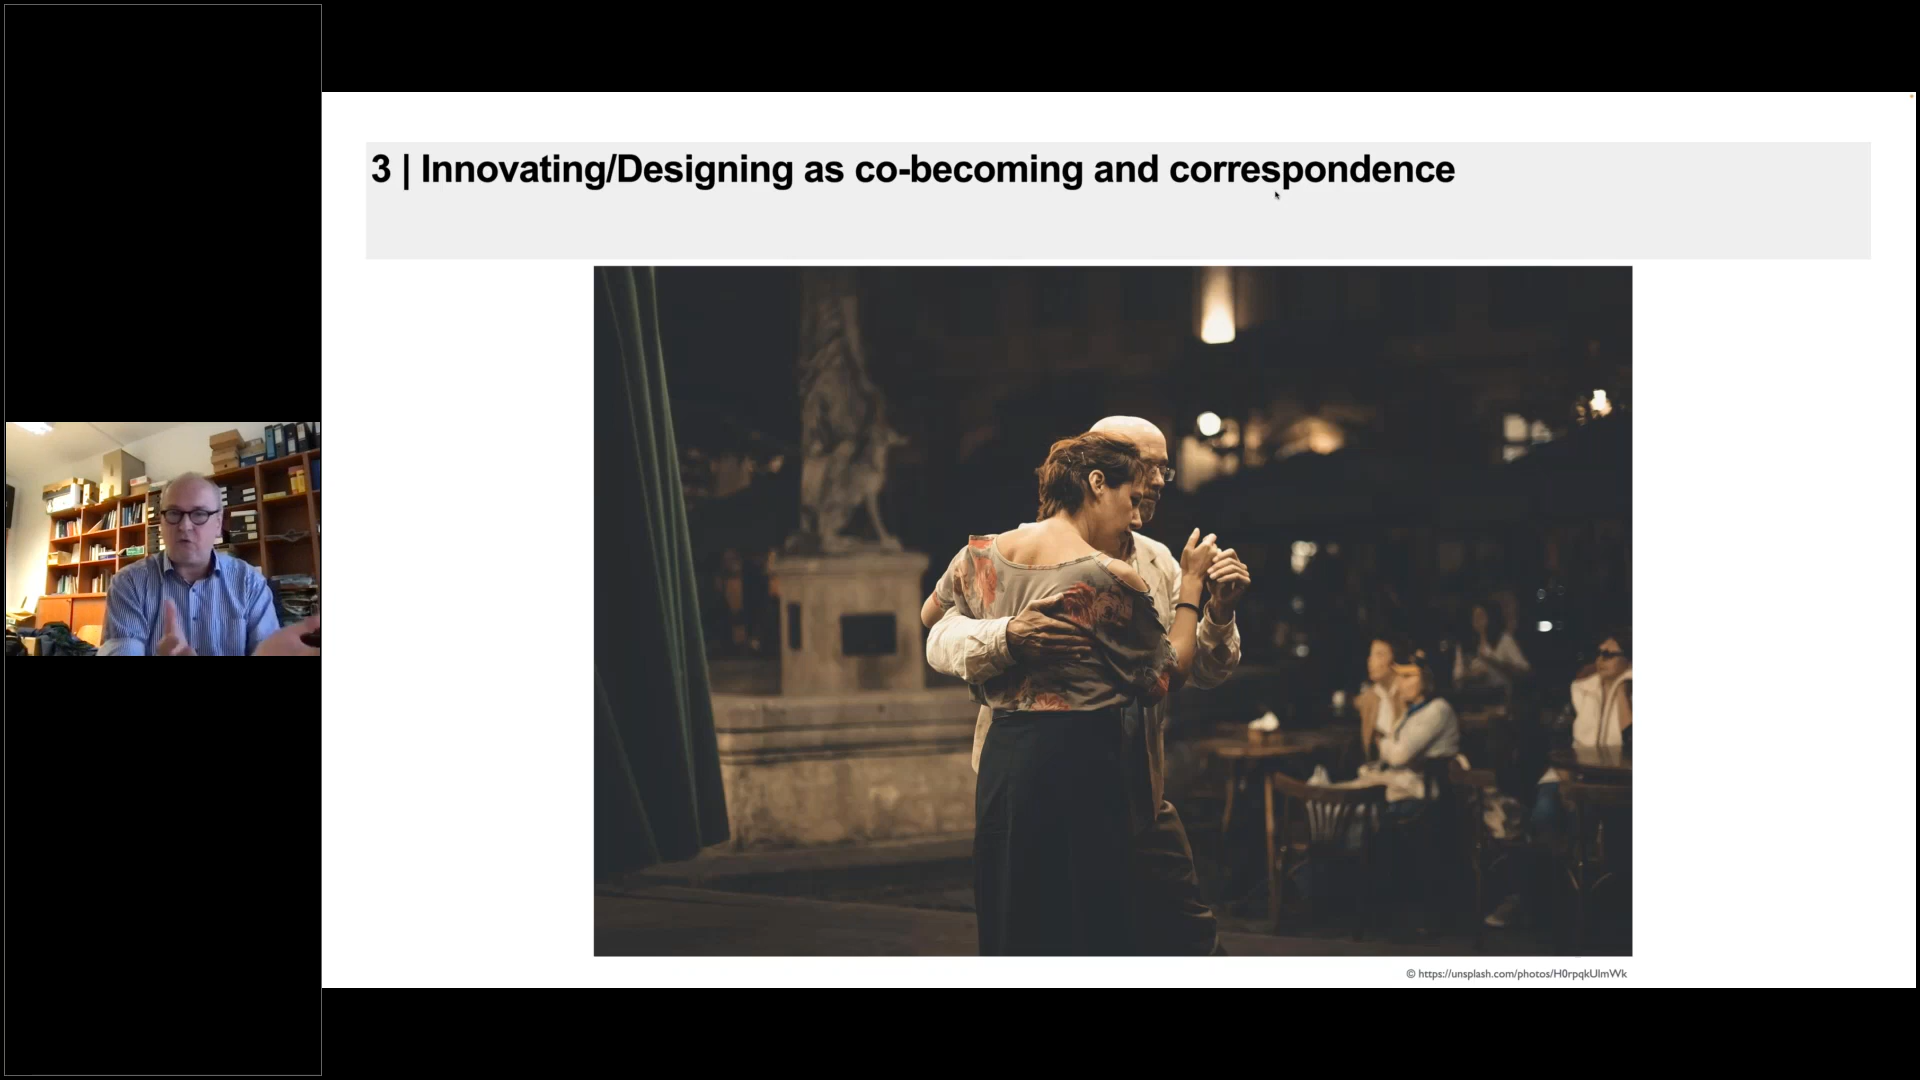 3 | Innovating/Designing as co-becoming and correspondence
© https://unsplash.com/photos/H0rpqkUlmWk